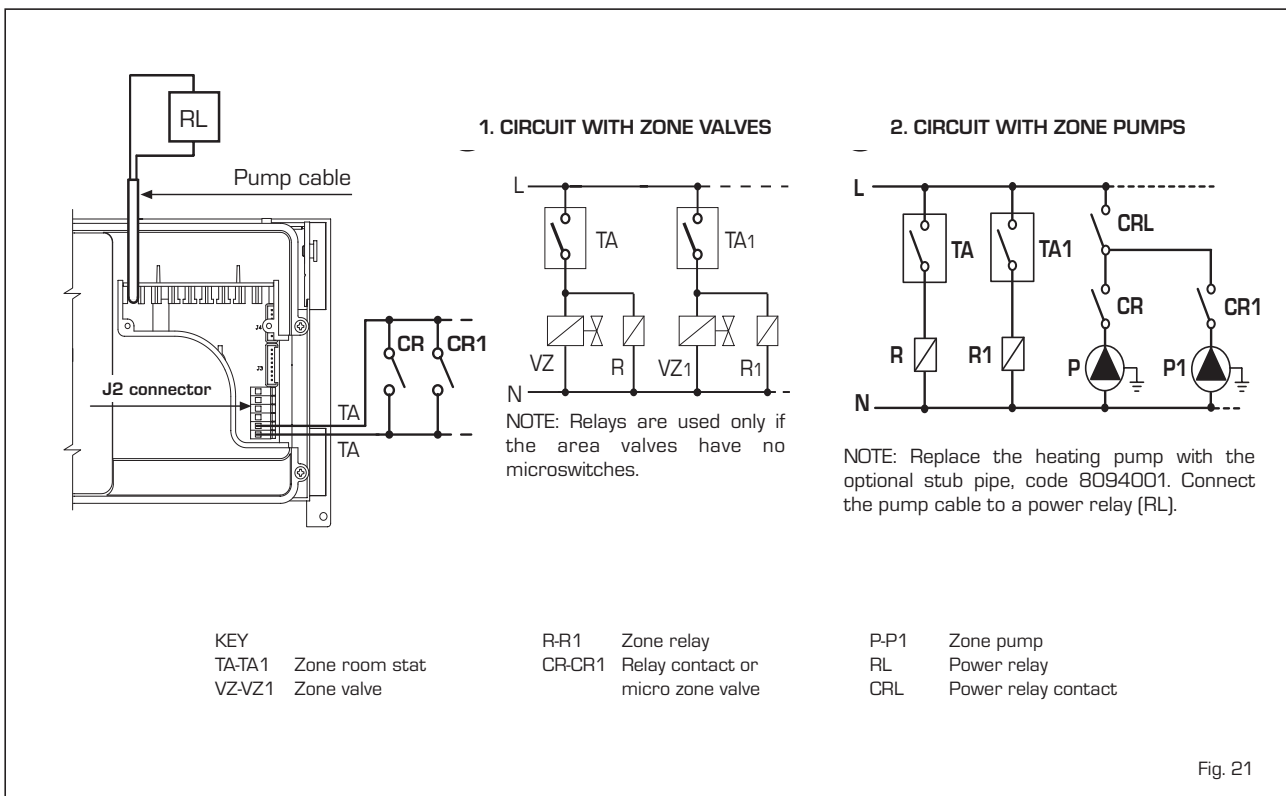 RL
Pump cable
J4
J3
J2 connector
CR CR1
TA
TA
1. CIRCUIT WITH ZONE VALVES
L
TA TA1
VZ R VZ1 R1
N
NOTE: Relays are used only if
the area valves have no
microswitches.
2. CIRCUIT WITH ZONE PUMPS
L
CRL
TA TA1
CR CR1
R R1 P P1
N
NOTE: Replace the heating pump with the
optional stub pipe, code 8094001. Connect
the pump cable to a power relay (RL).
KEY
TA-TA1 Zone room stat
VZ-VZ1 Zone valve
R-R1 Zone relay
CR-CR1 Relay contact or
micro zone valve
P-P1 Zone pump
RL Power relay
CRL Power relay contact
Fig. 21